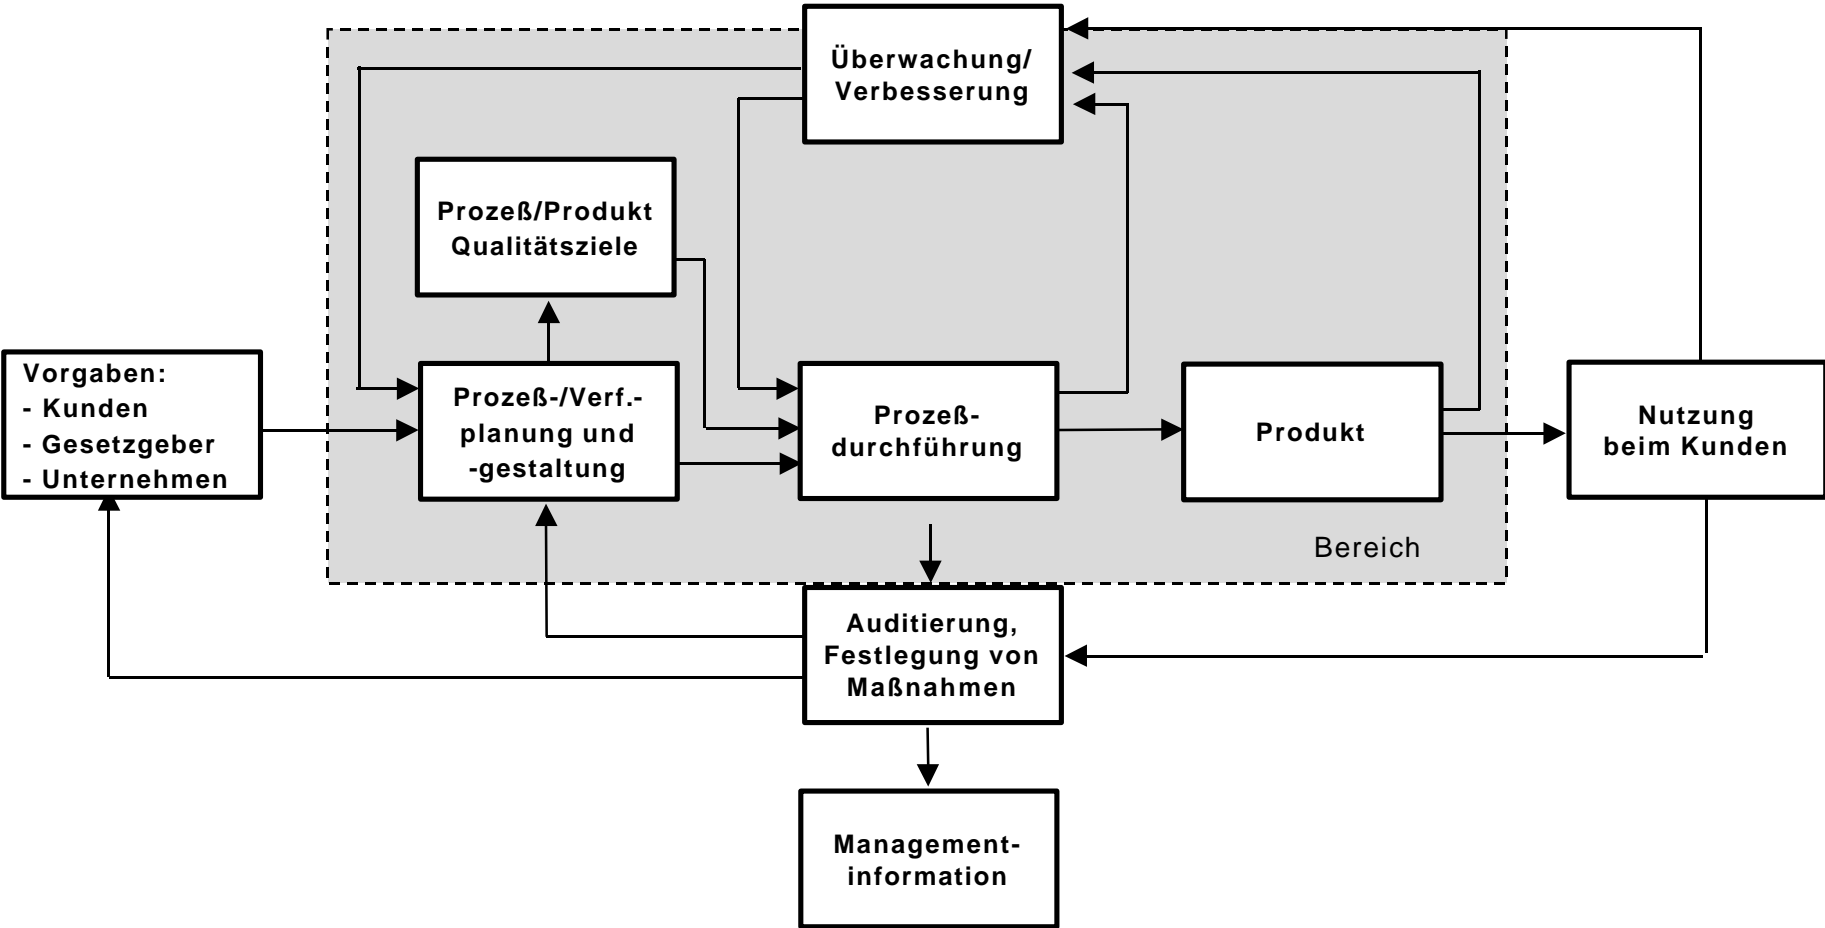 Überwachung/
Verbesserung
Prozeß/Produkt
Qualitätsziele
Vorgaben:
- Kunden
- Gesetzgeber
- Unternehmen
Prozeß-/Verf.-
planung und
-gestaltung
Prozeß-
durchführung
Produkt
Nutzung
beim Kunden
Bereich
Auditierung,
Festlegung von
Maßnahmen
Management-
information